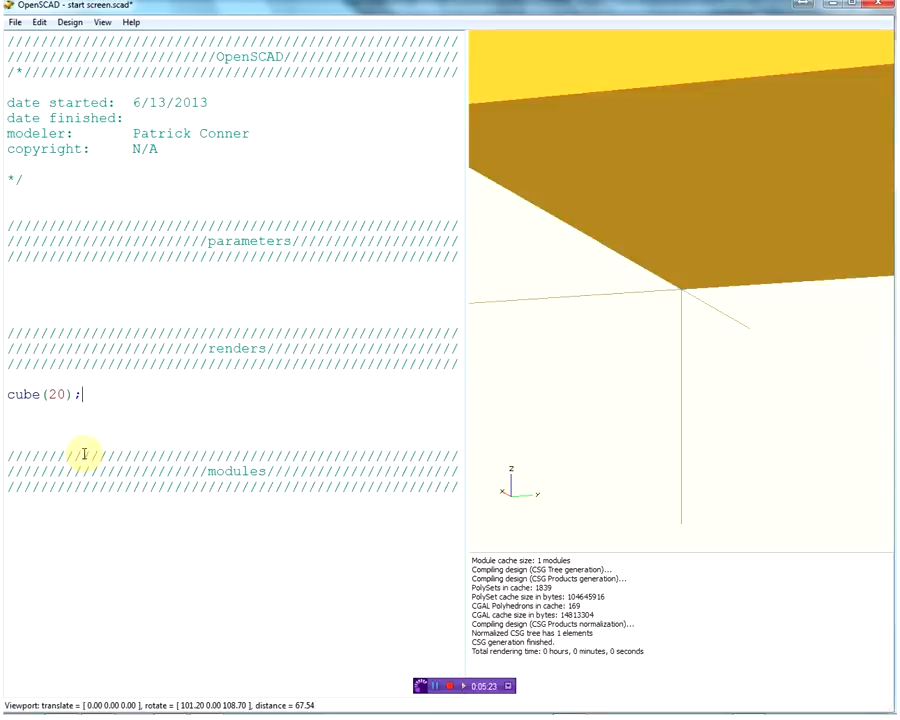 OpenSCAD - start screen.scad*
File Edit Design View Help
//////////////////////////////////////////////////////
/////////////////////////OpenSCAD/////////////////////
/*////////////////////////////////////////////////////
date started: 6/13/2013
date finished:
modeler: Patrick Conner
copyright: N/A
*/
//////////////////////////////////////////////////////
////////////////////////parameters////////////////////
//////////////////////////////////////////////////////
//////////////////////////////////////////////////////
////////////////////////renders///////////////////////
//////////////////////////////////////////////////////
cube(20);
//////////////////////////////////////////////////////
////////////////////////modules///////////////////////
//////////////////////////////////////////////////////
z
x
y
Module cache size: 1 modules
Compiling design (CSG Tree generation)...
Compiling design (CSG Products generation)...
PolySets in cache: 1839
PolySet cache size in bytes: 104645916
CGAL Polyhedrons in cache: 169
CGAL cache size in bytes: 14813304
Compiling design (CSG Products normalization)...
Normalized CSG tree has 1 elements
CSG generation finished.
Total rendering time: 0 hours, 0 minutes, 0 seconds
0:05:23
Viewport: translate = [ 0.00 0.00 0.00 ], rotate = [ 101.20 0.00 108.70 ], distance = 67.54